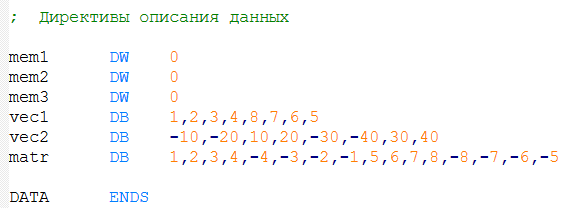 ;  Директивы описания данных
mem1      DW    0
mem2      DW    0
mem3      DW    0
vec1      DB    1,2,3,4,8,7,6,5
vec2      DB    -10,-20,10,20,-30,-40,30,40
matr      DB    1,2,3,4,-4,-3,-2,-1,5,6,7,8,-8,-7,-6,-5
DATA      ENDS